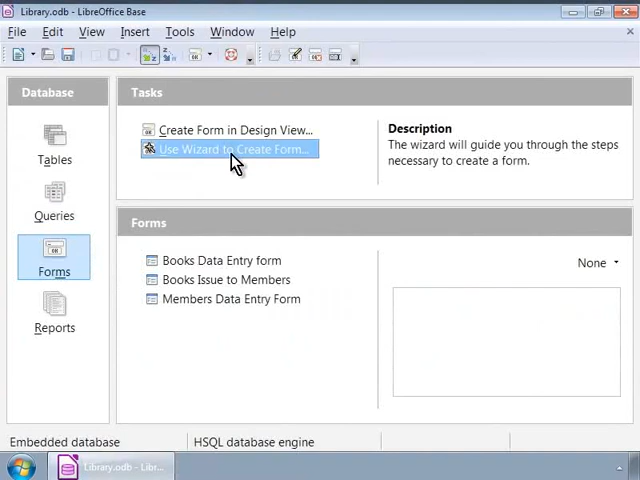 Library.odb - LibreOffice Base
File Edit View Insert Tools Window Help
Database
Tables
Queries
Forms
Reports
Tasks
Create Form in Design View...
Use Wizard to Create Form...
Description
The wizard will guide you through the steps
necessary to create a form.
Forms
Books Data Entry form
Books Issue to Members
Members Data Entry Form
None
Embedded database
HSQL database engine
Library.odb - Libr...